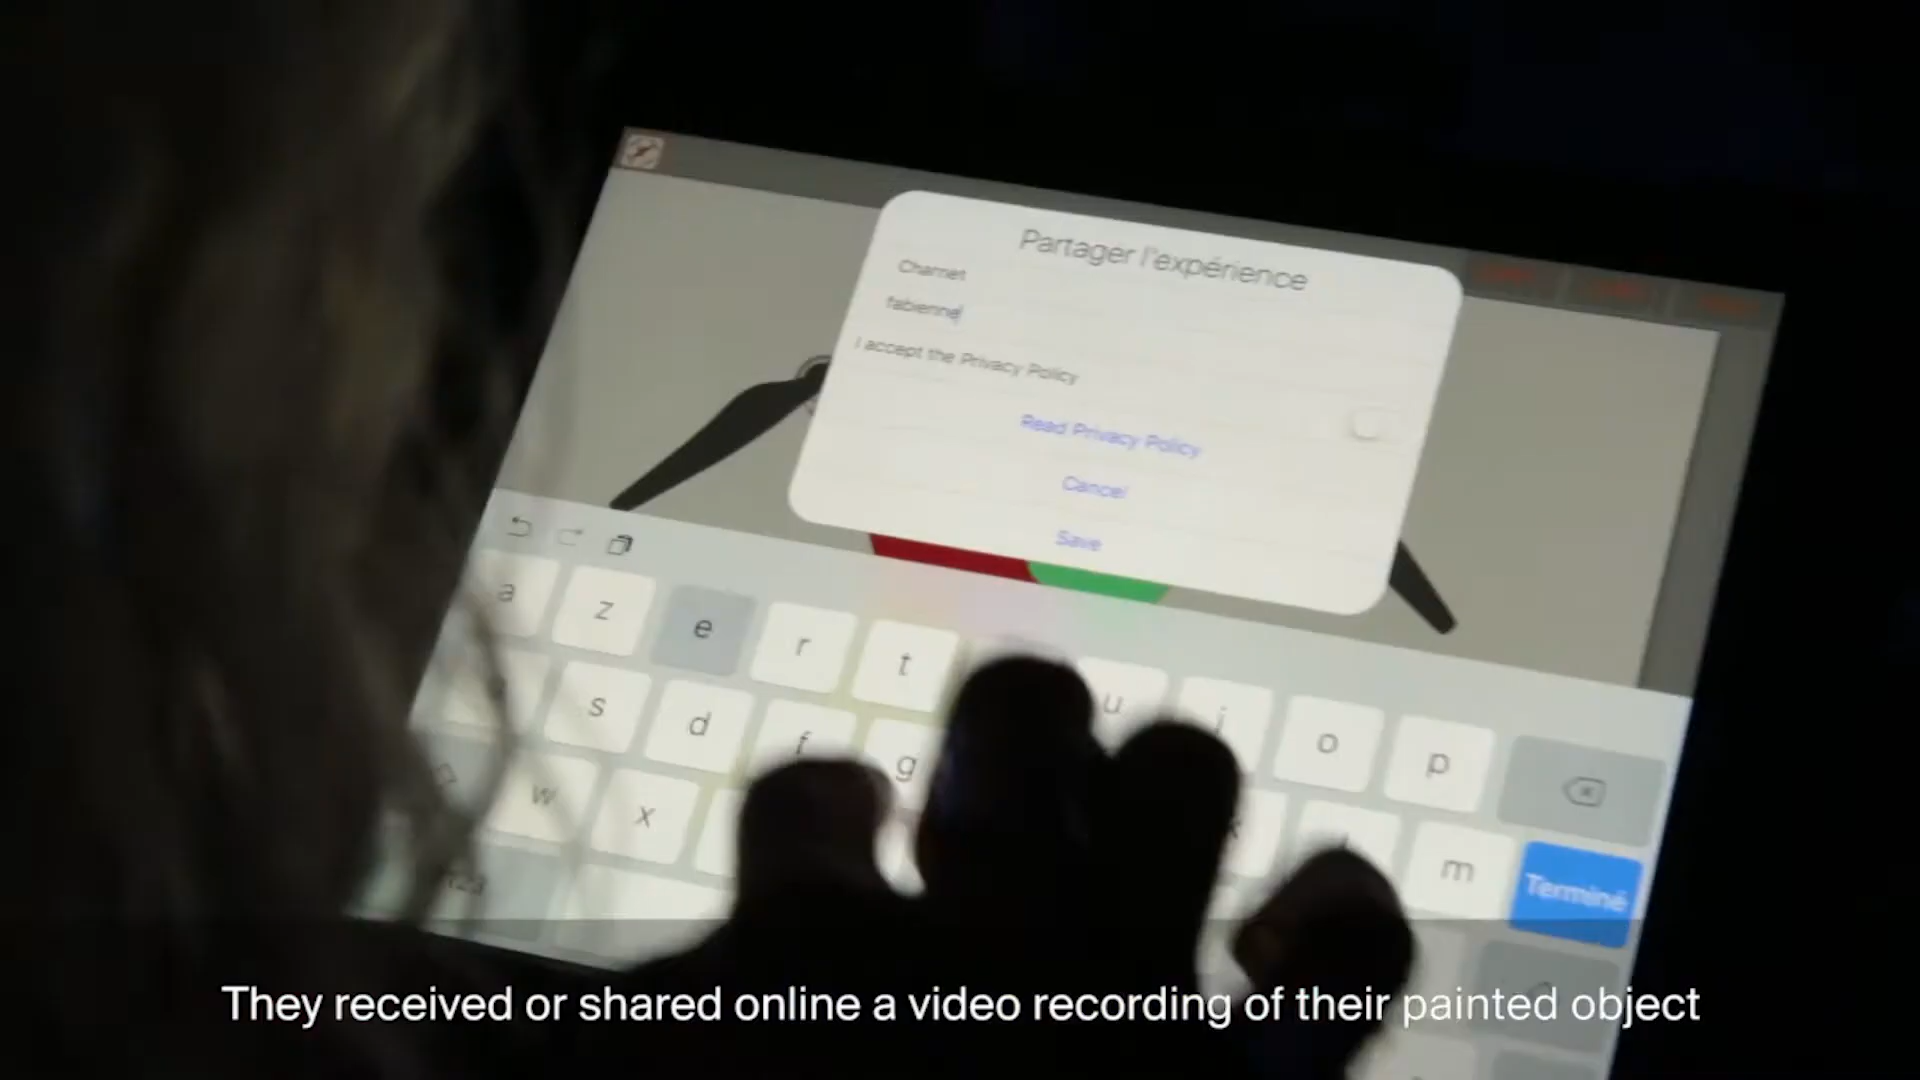 Partager l'expérience
Charnet
fabienne
I accept the Privacy Policy
Read Privacy Policy
Cancel
Save
a z e r t u i o p
s d f g m
Terminé
w x
They received or shared online a video recording of their painted object